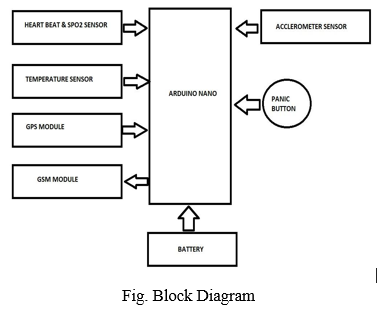 HEART BEAT & SPO2 SENSOR
ACCLEROMETER SENSOR
TEMPERATURE SENSOR
ARDUINO NANO
PANIC
BUTTON
GPS MODULE
GSM MODULE
BATTERY
Fig. Block Diagram